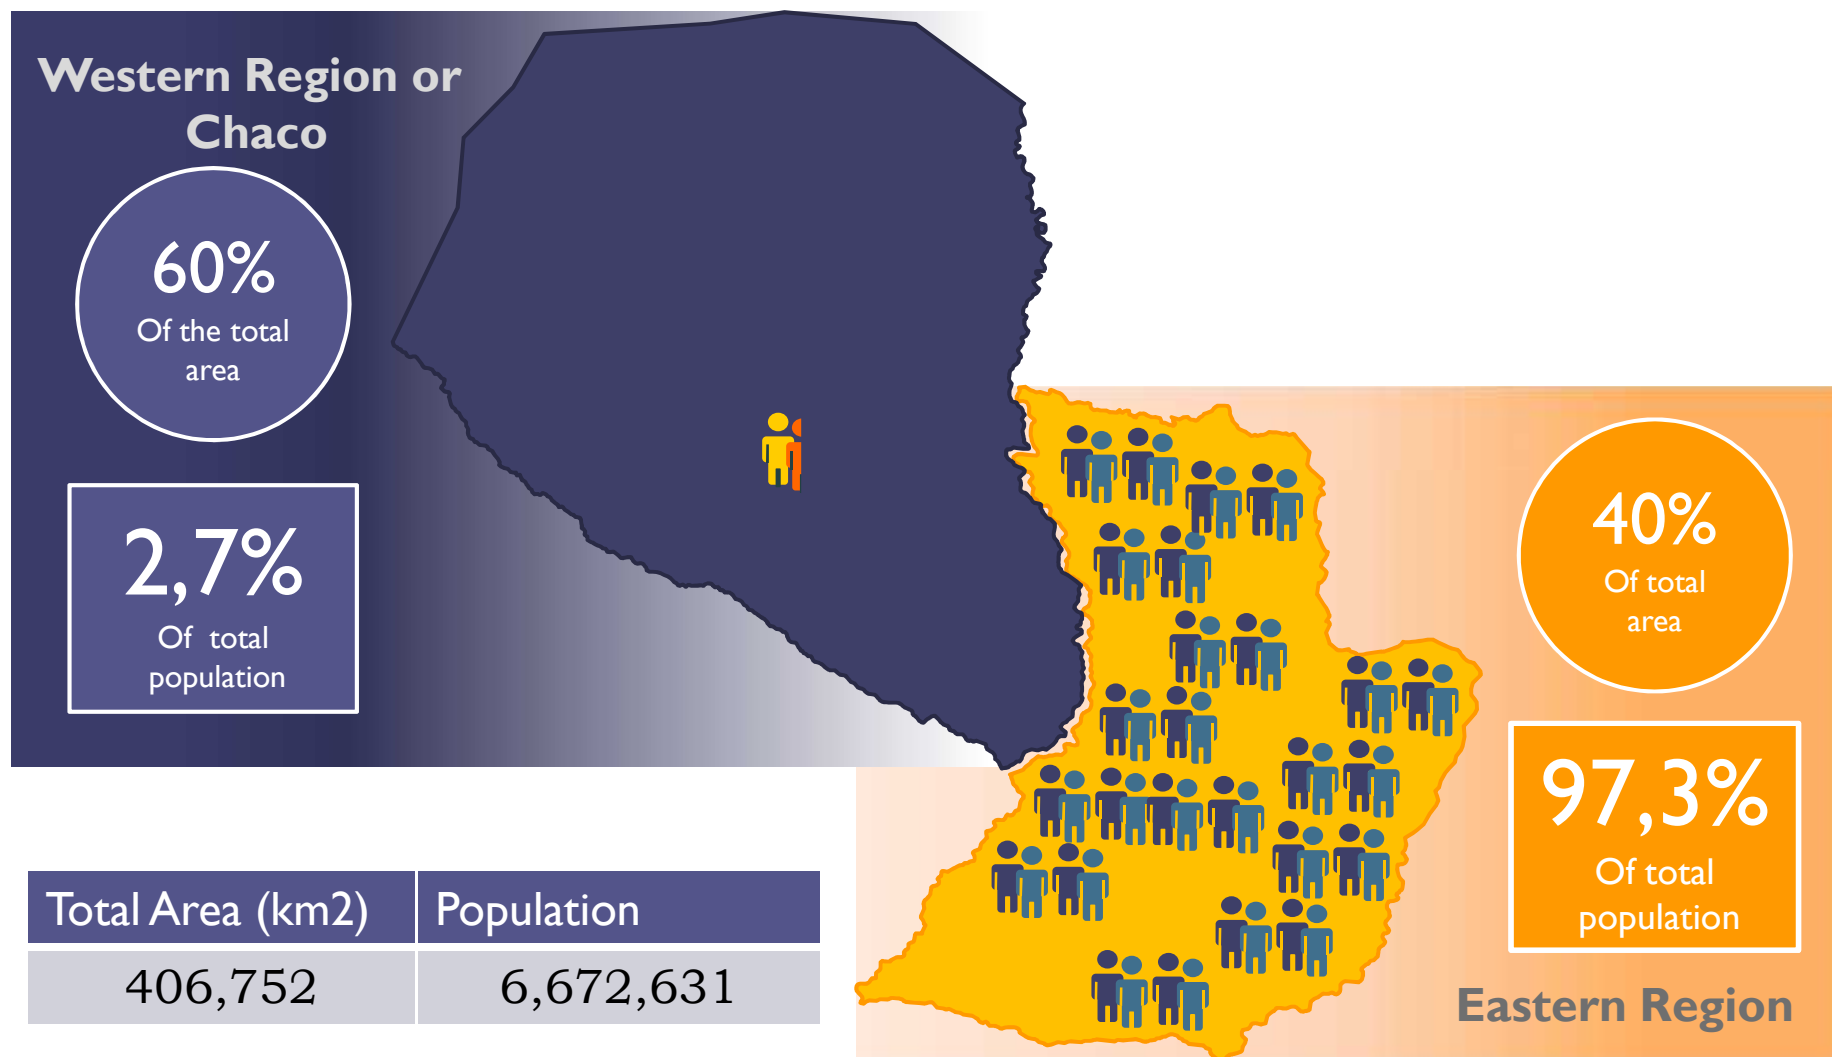 Western Region or
Chaco
60%
Of the total
area
2,7%
Of total
population
40%
Of total
area
97,3%
Of total
population
Eastern Region
Total Area (km2) Population
406,752 6,672,631